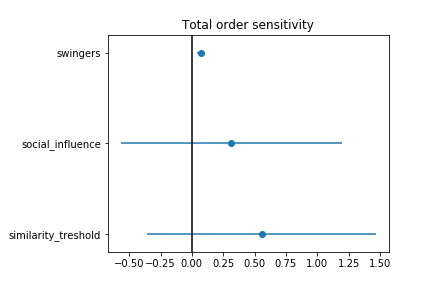 Total order sensitivity
swingers
social_influence
similarity_treshold
−0.50 −0.25 0.00 0.25 0.50 0.75 1.00 1.25 1.50